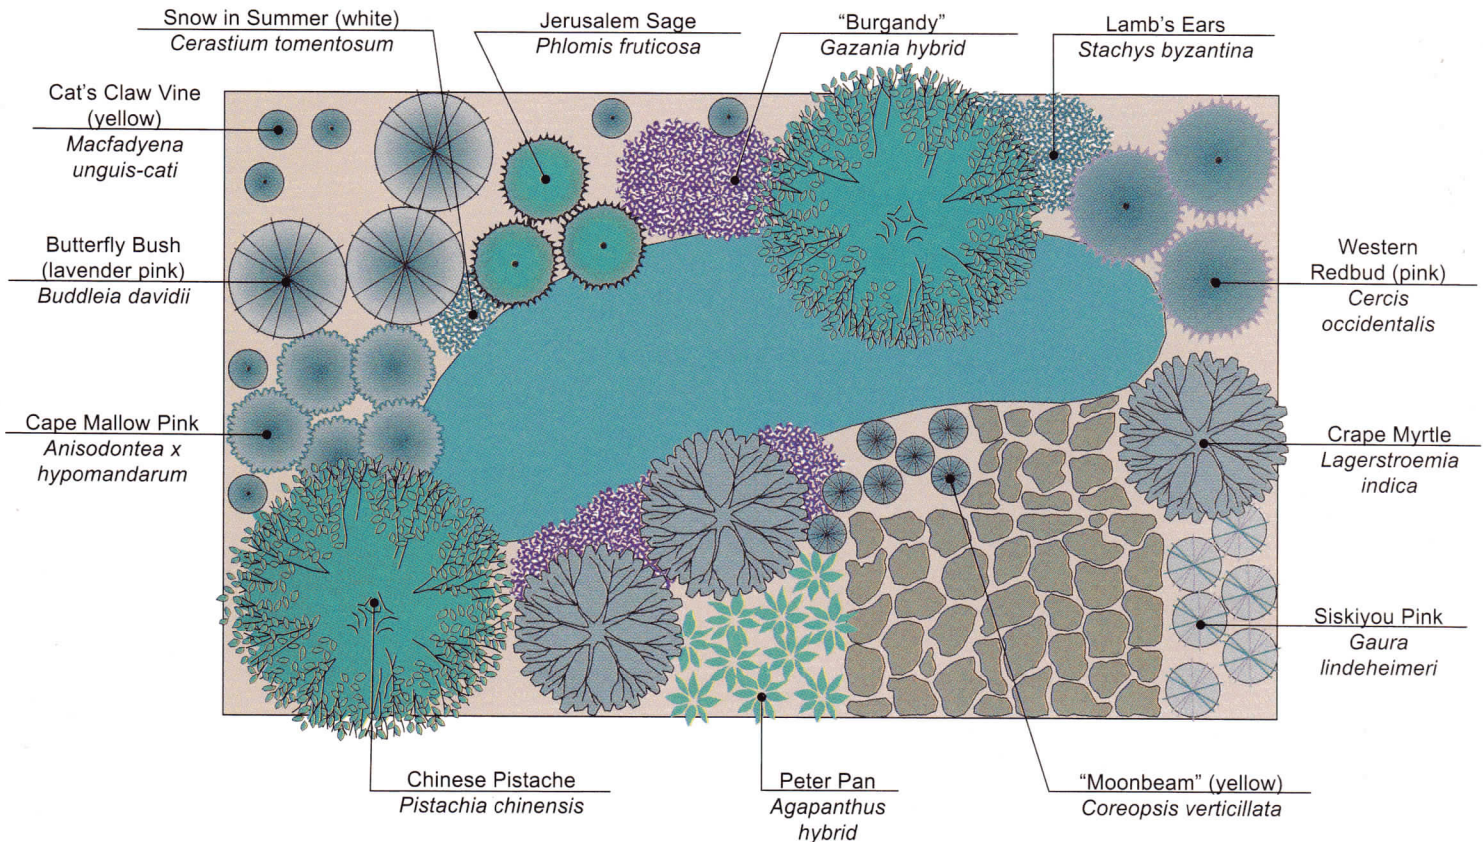 Snow in Summer (white)
Cerastium tomentosum
Jerusalem Sage
Phlomis fruticosa
“Burgandy”
Gazania hybrid
Lamb’s Ears
Stachys byzantina
Cat’s Claw Vine
(yellow)
Macfadyena
unguis-cati
Butterfly Bush
(lavender pink)
Buddleia davidii
Western
Redbud (pink)
Cercis
occidentalis
Cape Mallow Pink
Anisodontea x
hypomandarum
Crape Myrtle
Lagerstroemia
indica
Siskiyou Pink
Gaura
lindeheimeri
Chinese Pistache
Pistachia chinensis
Peter Pan
Agapanthus
hybrid
“Moonbeam” (yellow)
Coreopsis verticillata